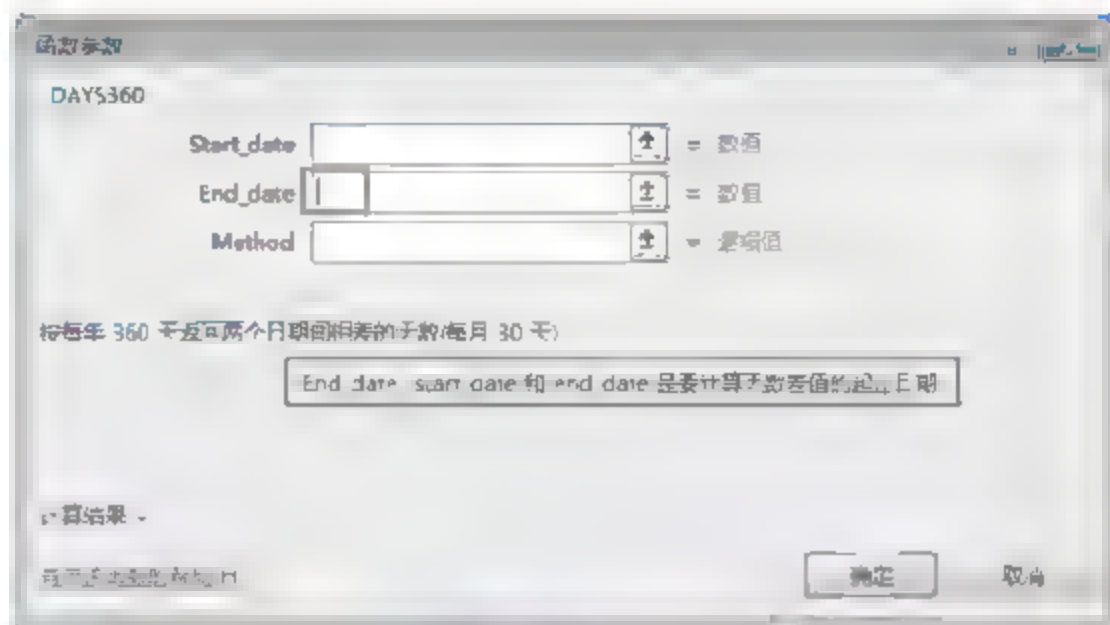 函数参数
DAYS360
Start_date = 数值
End_date = 数值
Method = 逻辑值
按每年 360 天返回两个日期间相差的天数(每月 30 天)
End_date start_date 和 end_date 是要计算天数差值的起止日期
计算结果 =
确定 取消